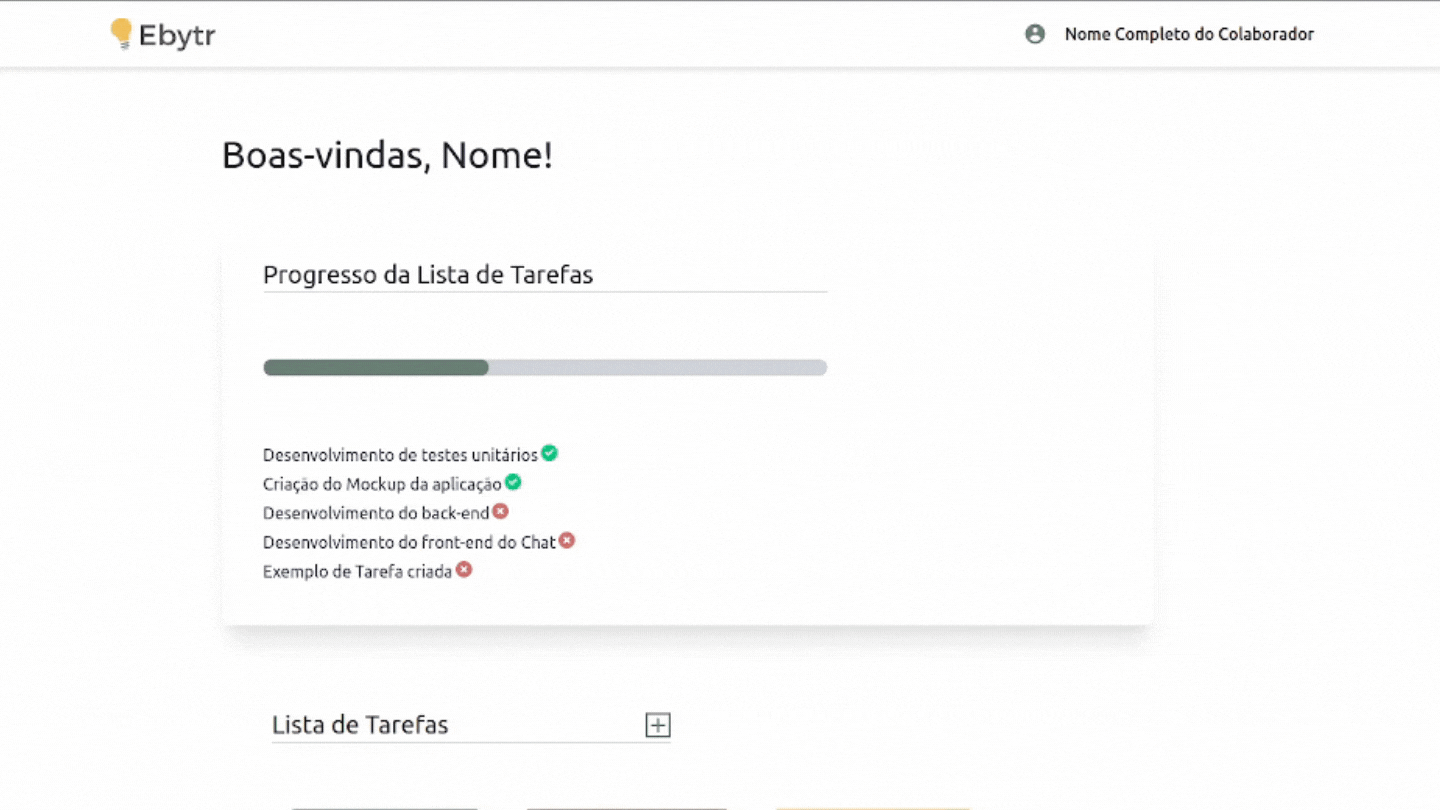 Ebytr
Nome Completo do Colaborador
Boas-vindas, Nome!
Progresso da Lista de Tarefas
Desenvolvimento de testes unitários
Criação do Mockup da aplicação
Desenvolvimento do back-end
Desenvolvimento do front-end do Chat
Exemplo de Tarefa criada
Lista de Tarefas